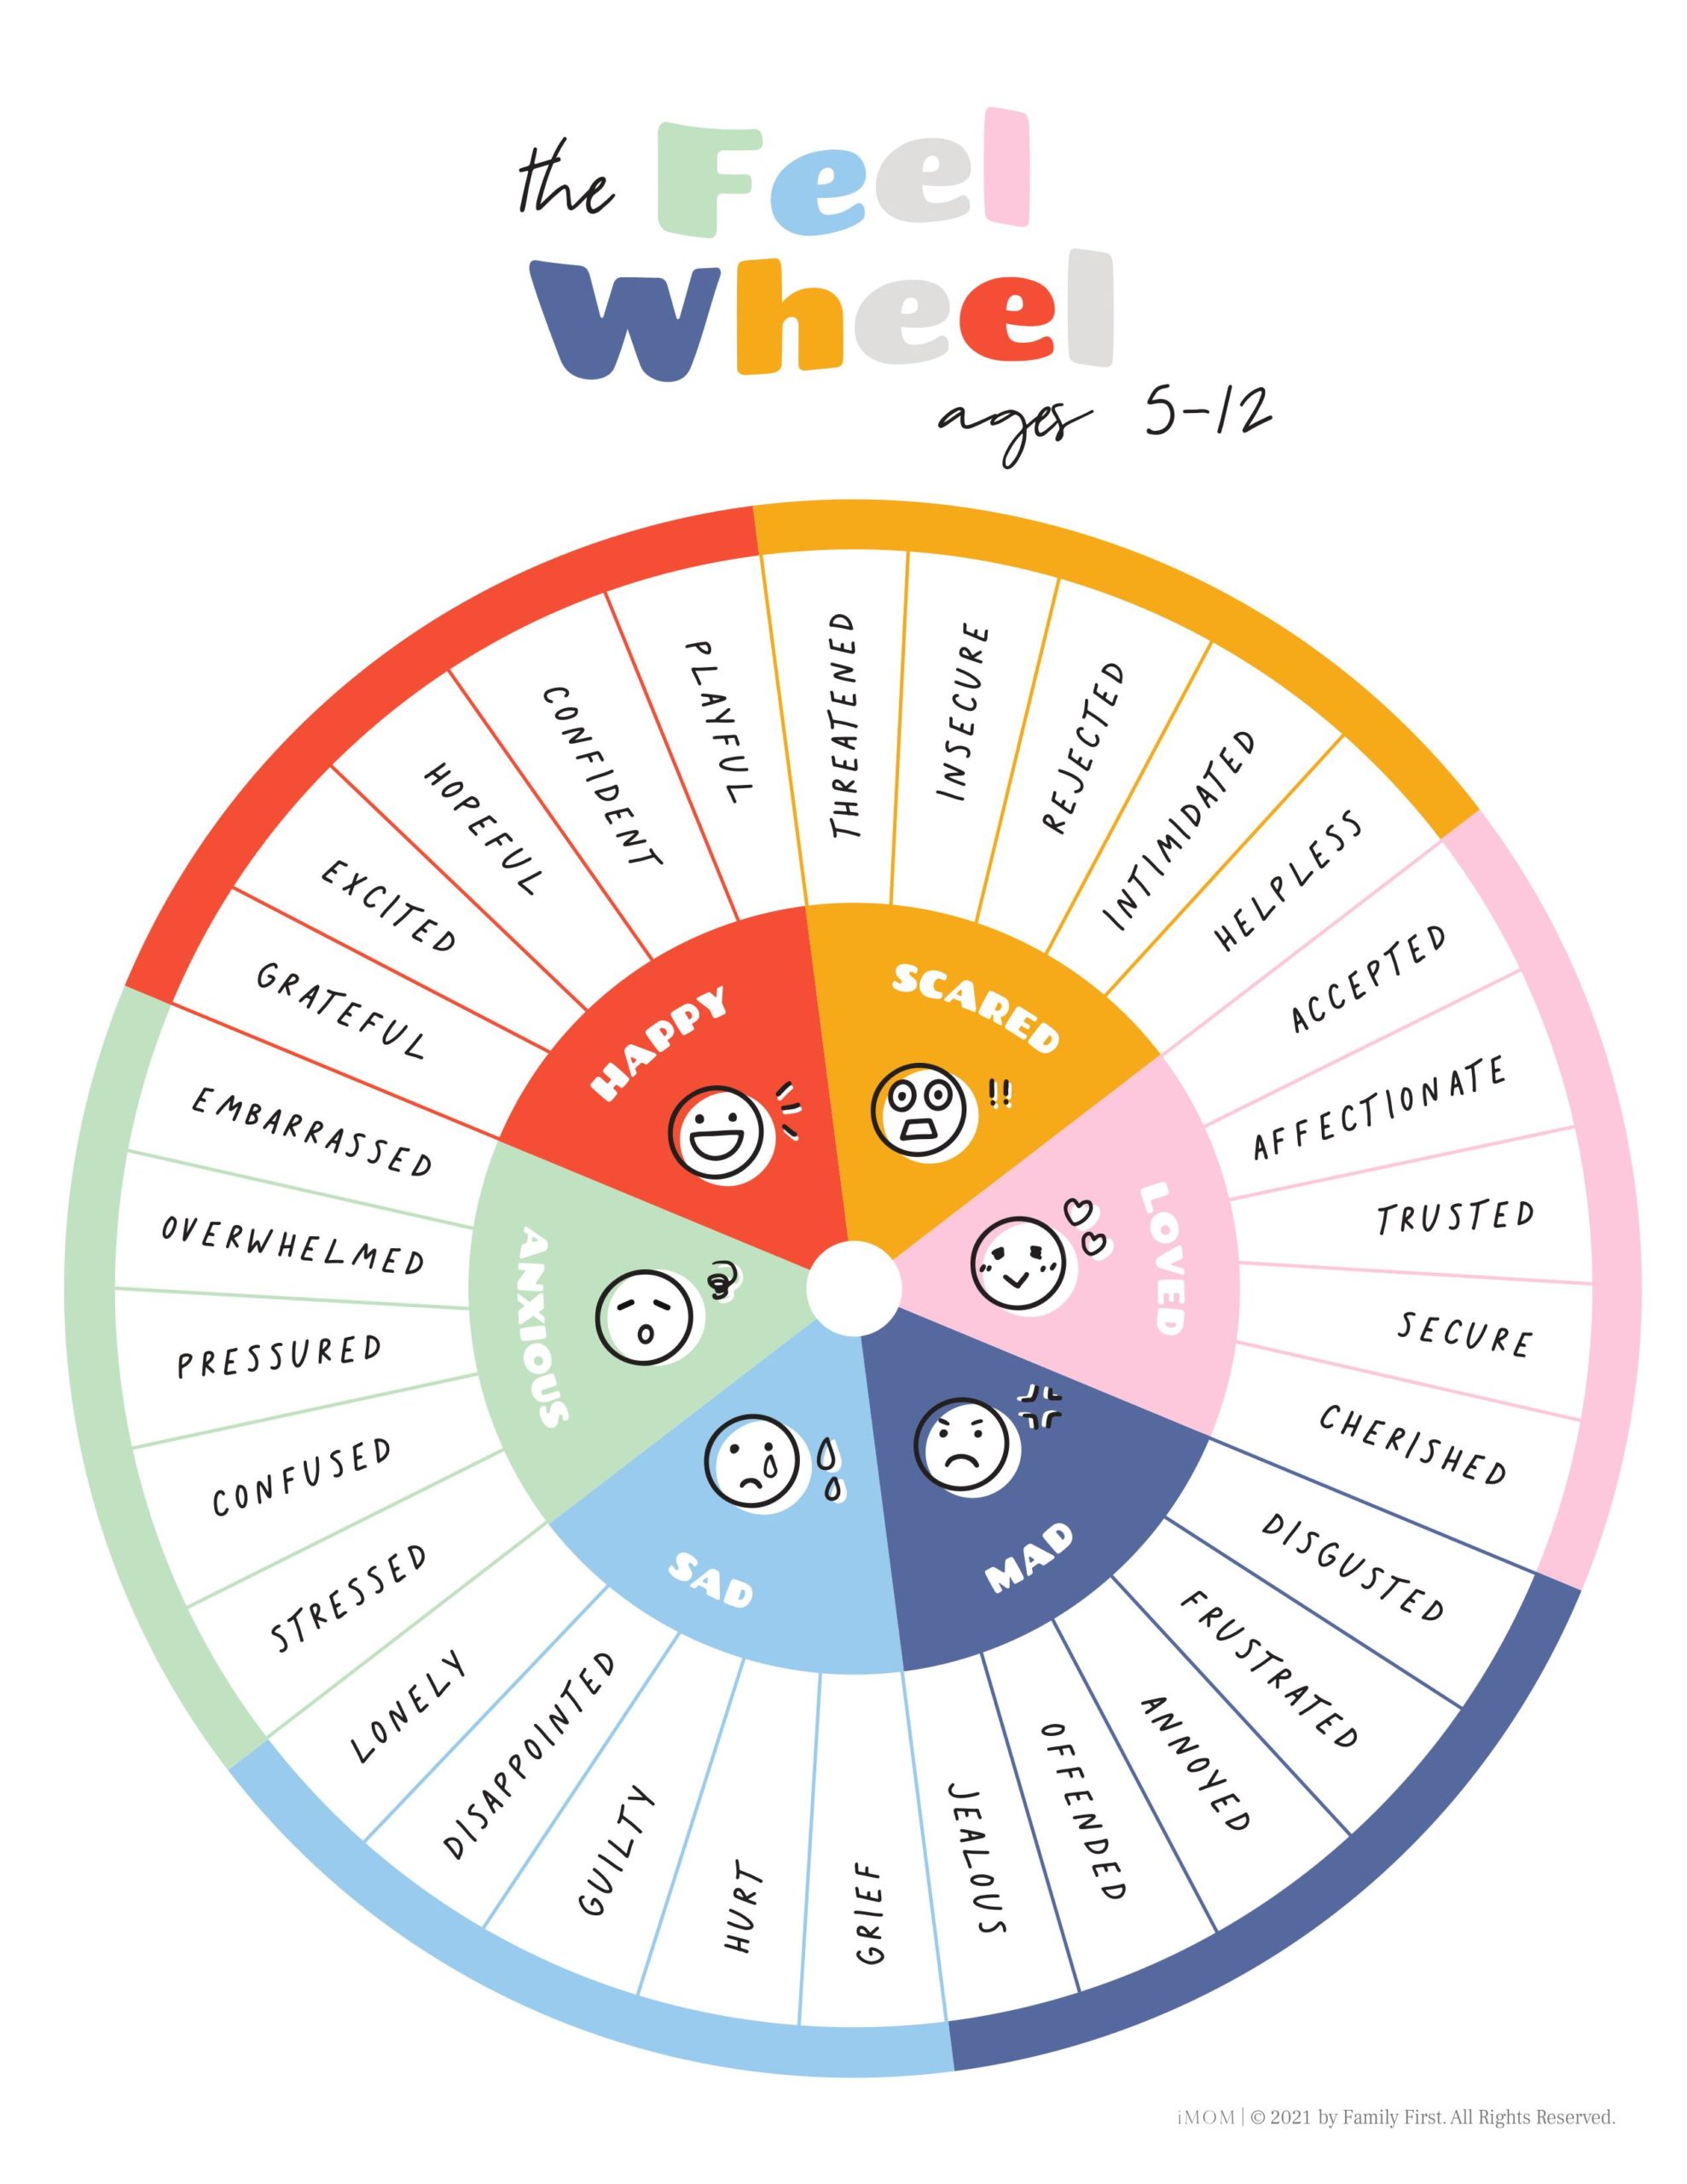 the Feel
Wheel
ages 5-12
HAPPY
GRATEFUL
EXCITED
HOPEFUL
CONFIDENT
PLAYFUL
SCARED
!!
THREATENED
INSECURE
REJECTED
INTIMIDATED
HELPLESS
LOVED
ACCEPTED
AFFECTIONATE
TRUSTED
SECURE
CHERISHED
MAD
DISGUSTED
FRUSTRATED
ANNOYED
OFFENDED
JEALOUS
SAD
GRIEF
HURT
GUILTY
DISAPPOINTED
LONELY
ANXIOUS
STRESSED
CONFUSED
PRESSURED
OVERWHELMED
EMBARRASSED
iMOM | © 2021 by Family First. All Rights Reserved.